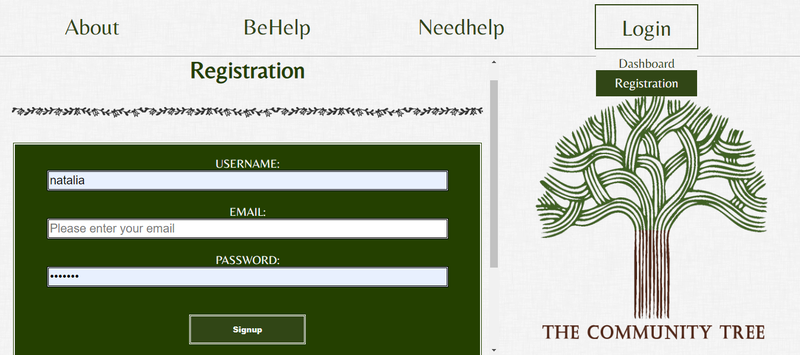 About BeHelp Needhelp Login
Dashboard
Registration
Registration
USERNAME:
natalia
EMAIL:
Please enter your email
PASSWORD:
•••••••
Signup
THE COMMUNITY TREE